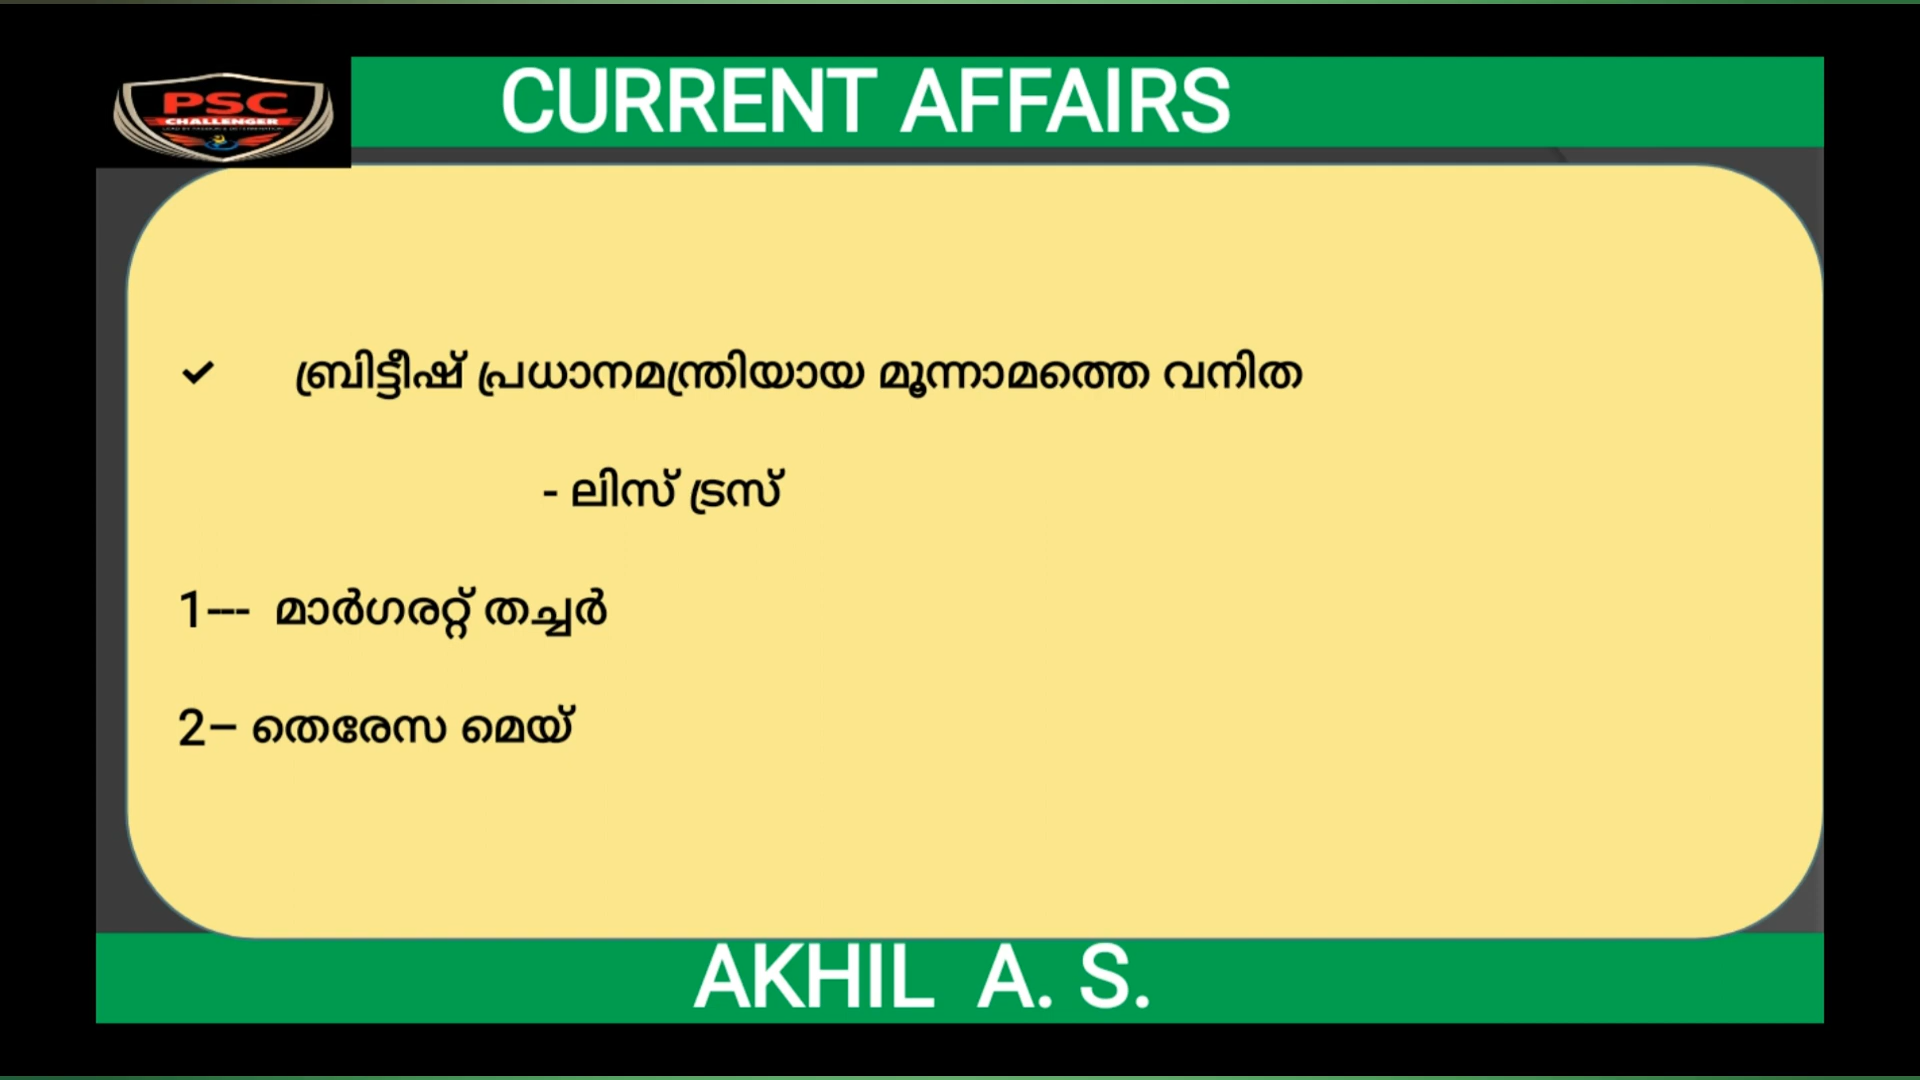 PSC
CHALLENGER
CURRENT AFFAIRS
✓ ബ്രിട്ടീഷ് പ്രധാനമന്ത്രിയായ മൂന്നാമത്തെ വനിത
- ലിസ് ട്രസ്
1--- മാർഗരറ്റ് തച്ചർ
2– തെരേസ മെയ്
AKHIL A. S.